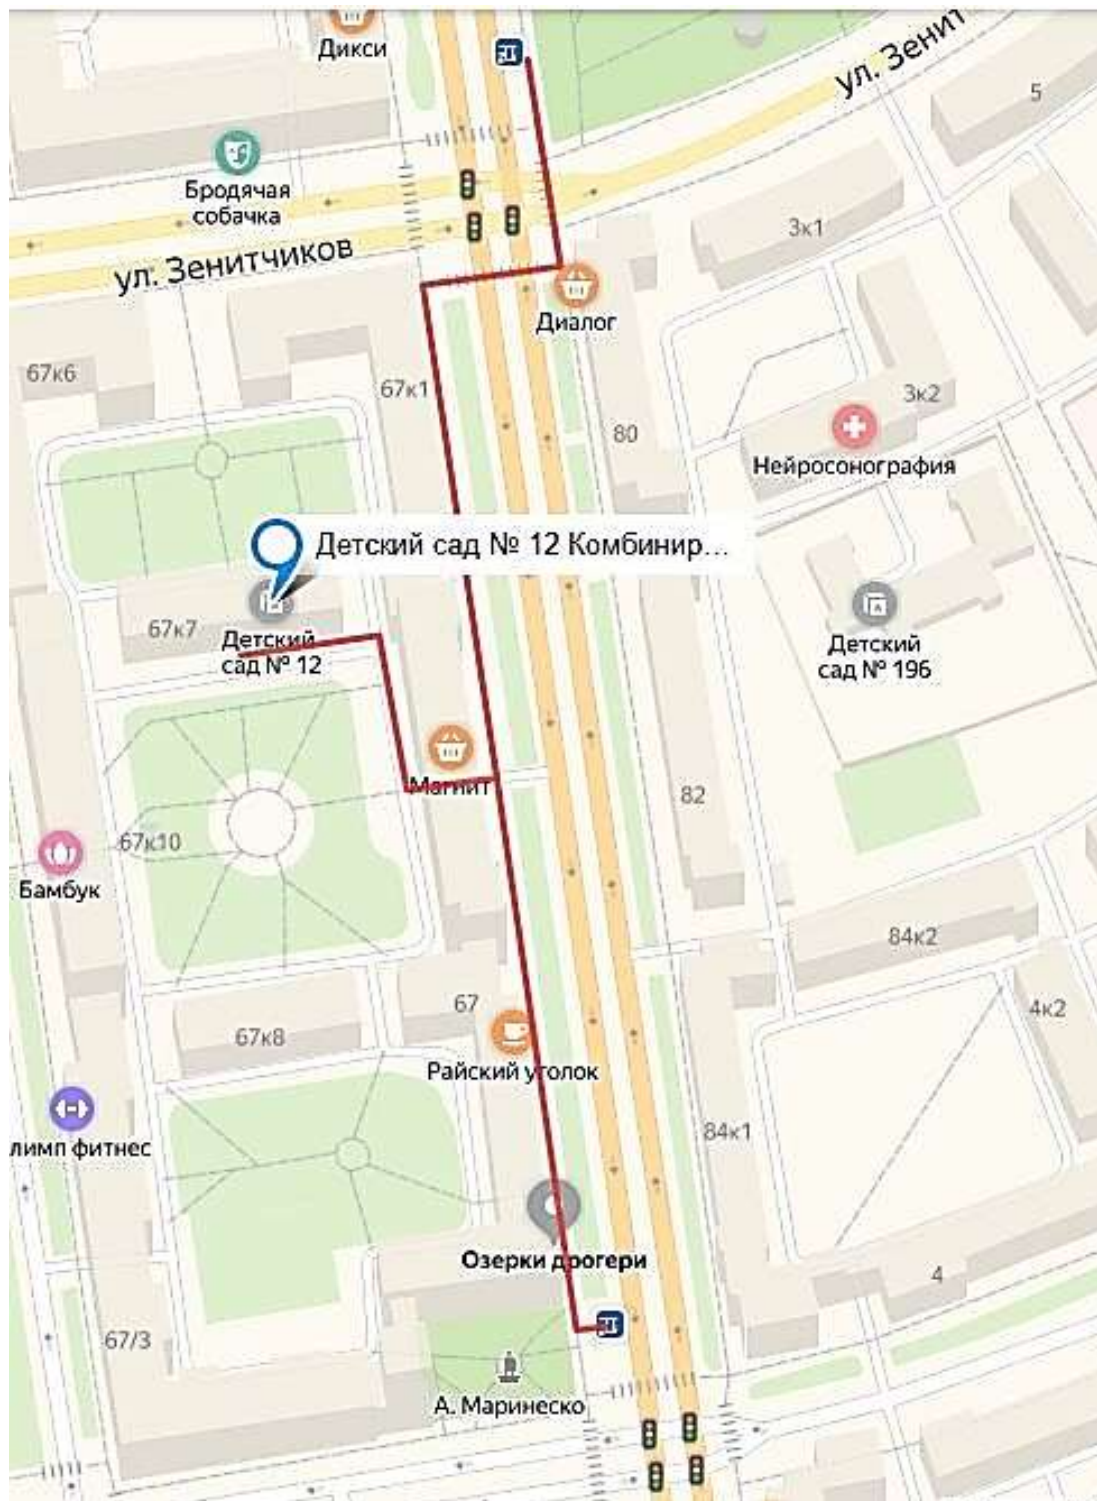 Дикси
ул. Зенит
5
Бродячая
собачка
3к1
ул. Зенитчиков
Диалог
67к6
67к1
3к2
80
Нейросонография
Детский сад № 12 Комбинир...
67к7
Детский
сад № 12
Детский
сад № 196
Магнит
82
67к10
Бамбук
84к2
67
4к2
67к8
Райский уголок
84к1
лимп фитнес
Озерки дрогери
4
67/3
А. Маринеско